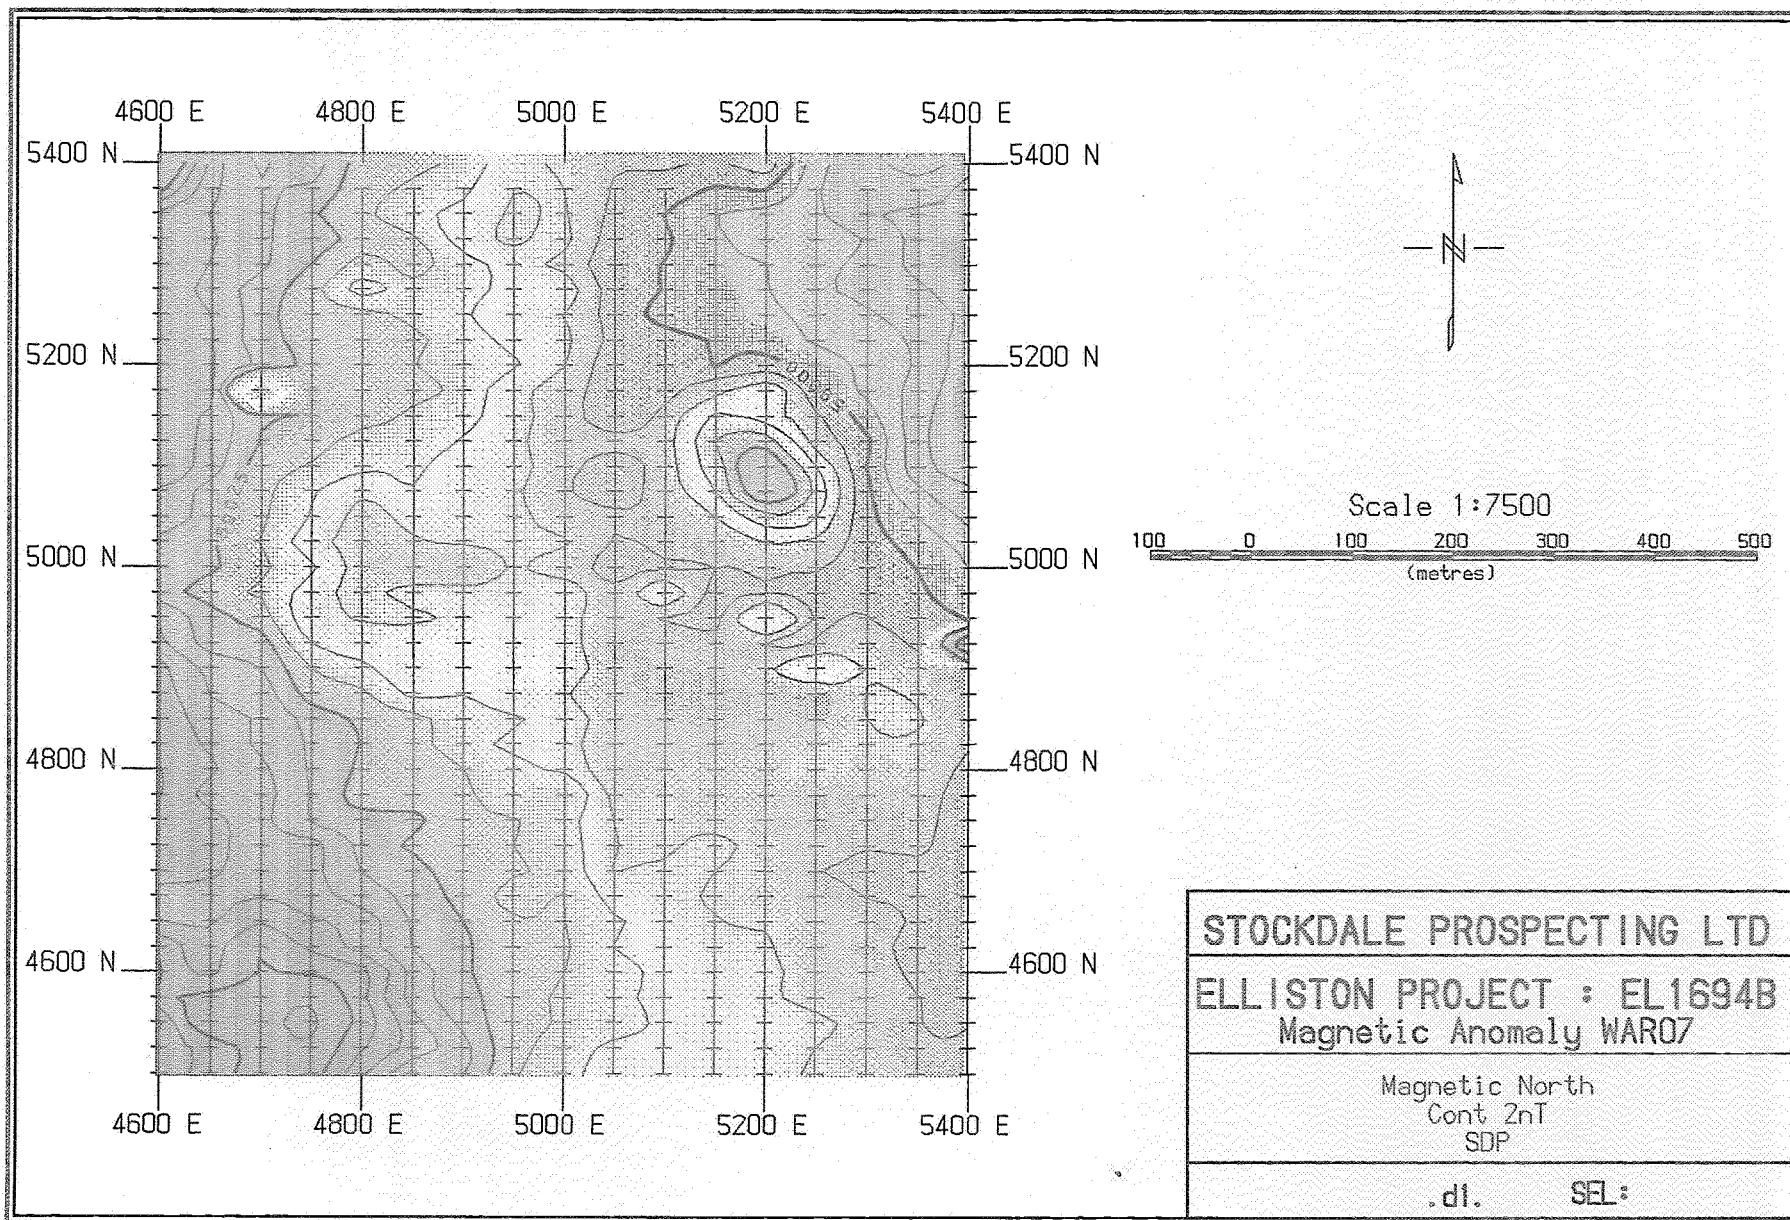 4600 E 4800 E 5000 E 5200 E 5400 E
5400 N 5400 N
5200 N 5200 N
5000 N 5000 N
4800 N 4800 N
4600 N 4600 N
4600 E 4800 E 5000 E 5200 E 5400 E
N
Scale 1:7500
100 0 100 200 300 400 500
(metres)
STOCKDALE PROSPECTING LTD
ELLISTON PROJECT : EL1694B
Magnetic Anomaly WAR07
Magnetic North
Cont 2nT
SDP
.d1. SEL: